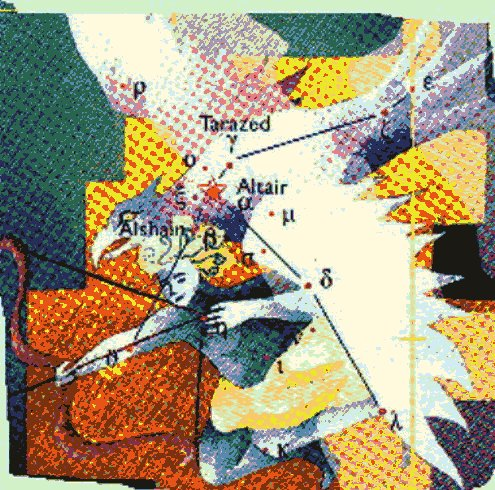 ρ
ε
Tarazed
ζ
γ
ο
Altair
ξ
α
μ
Alshain
β
σ
δ
η
θ
ι
λ
κ